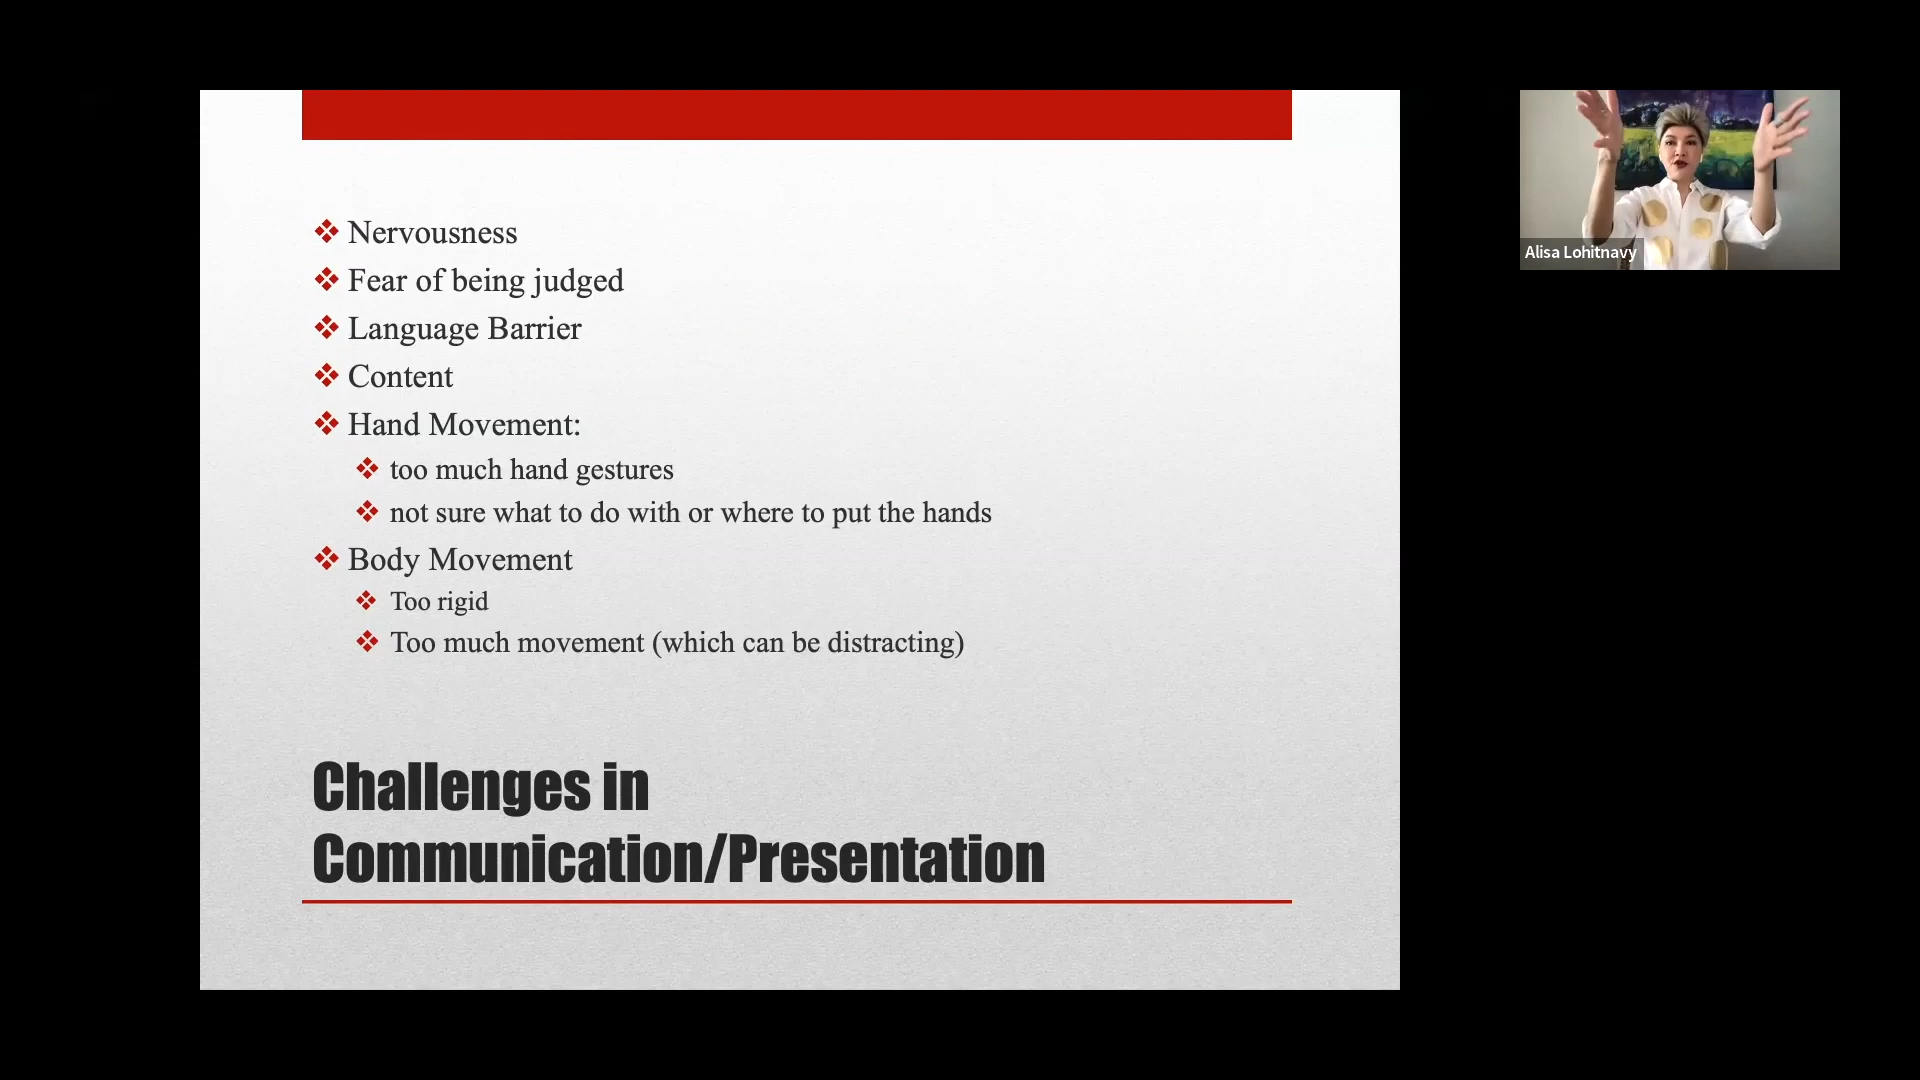 Nervousness
Fear of being judged
Language Barrier
Content
Hand Movement:
too much hand gestures
not sure what to do with or where to put the hands
Body Movement
Too rigid
Too much movement (which can be distracting)
Challenges in
Communication/Presentation
Alisa Lohitnavy